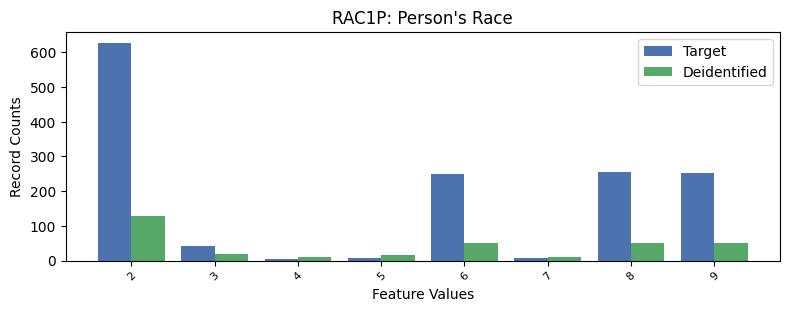 RAC1P: Person's Race
Target
Deidentified
Record Counts
600
500
400
300
200
100
0
2 3 4 5 6 7 8 9
Feature Values